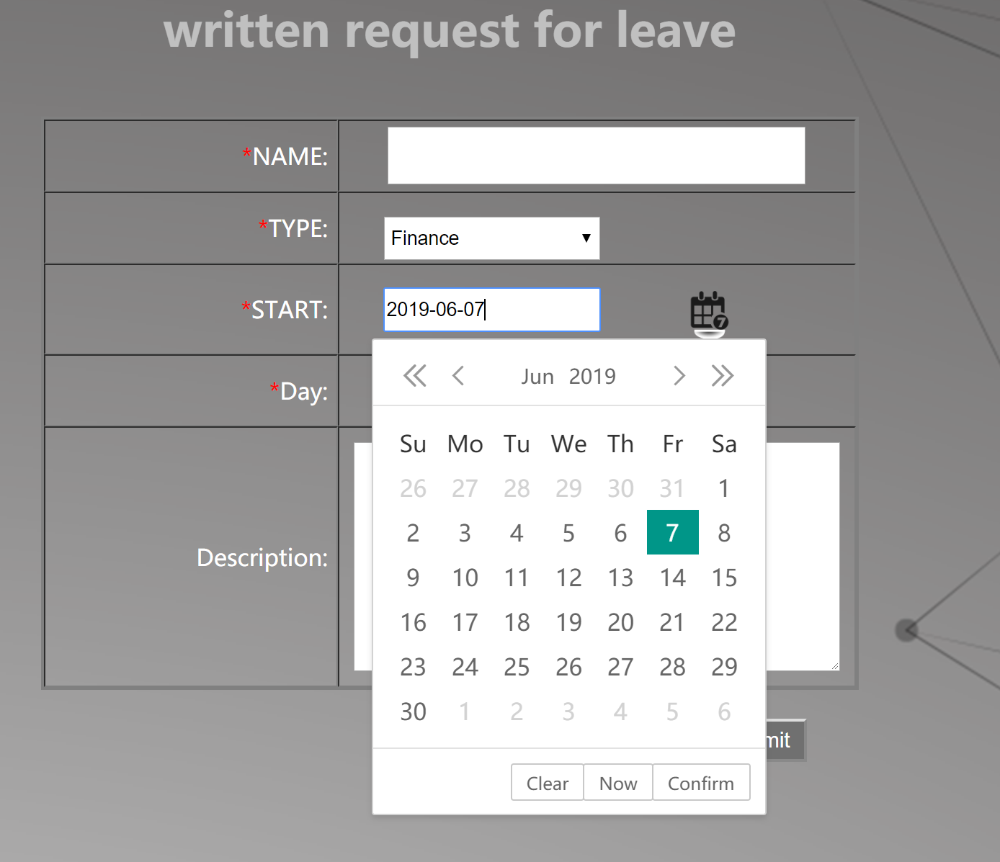 written request for leave
*NAME:
*TYPE:
Finance
*START:
2019-06-07
7
Jun 2019
*Day:
Su Mo Tu We Th Fr Sa
26 27 28 29 30 31 1
2 3 4 5 6 7 8
9 10 11 12 13 14 15
Description:
16 17 18 19 20 21 22
23 24 25 26 27 28 29
30 1 2 3 4 5 6
mit
Clear Now Confirm